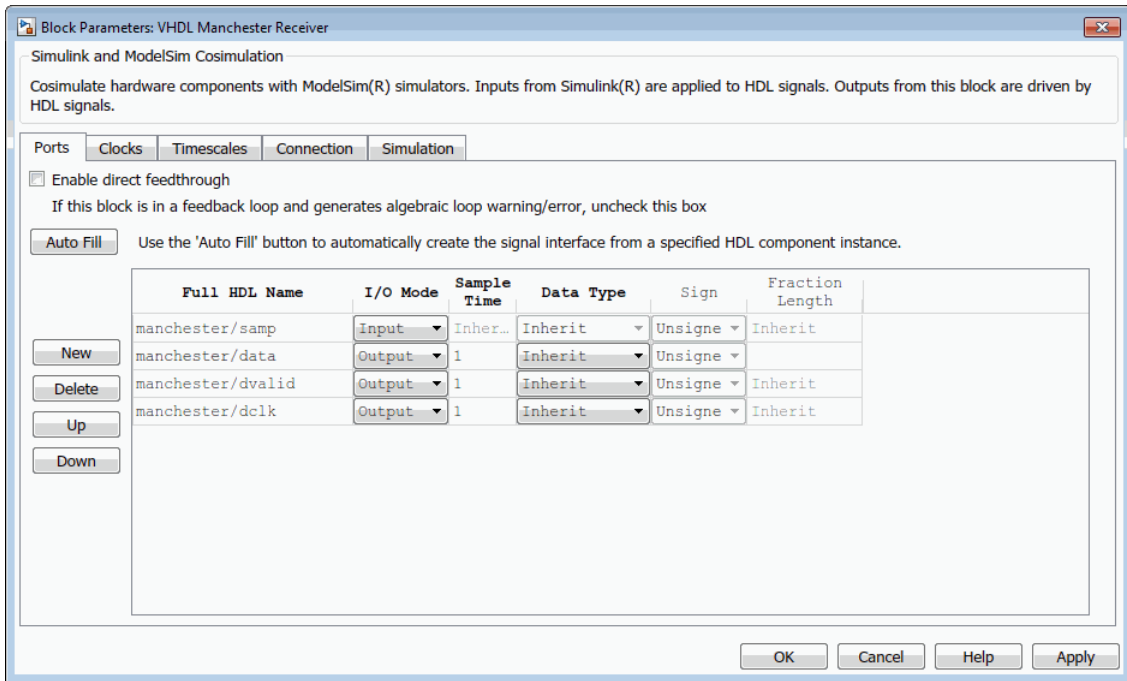 Block Parameters: VHDL Manchester Receiver
Simulink and ModelSim Cosimulation
Cosimulate hardware components with ModelSim(R) simulators. Inputs from Simulink(R) are applied to HDL signals. Outputs from this block are driven by
HDL signals.
Ports Clocks Timescales Connection Simulation
Enable direct feedthrough
If this block is in a feedback loop and generates algebraic loop warning/error, uncheck this box
Auto Fill Use the 'Auto Fill' button to automatically create the signal interface from a specified HDL component instance.
Full HDL Name I/O Mode Sample Time Data Type Sign Fraction Length
manchester/samp Input Inher... Inherit Unsigne Inherit
New manchester/data Output 1 Inherit Unsigne
Delete manchester/dvalid Output 1 Inherit Unsigne Inherit
manchester/dclk Output 1 Inherit Unsigne Inherit
Up
Down
OK Cancel Help Apply